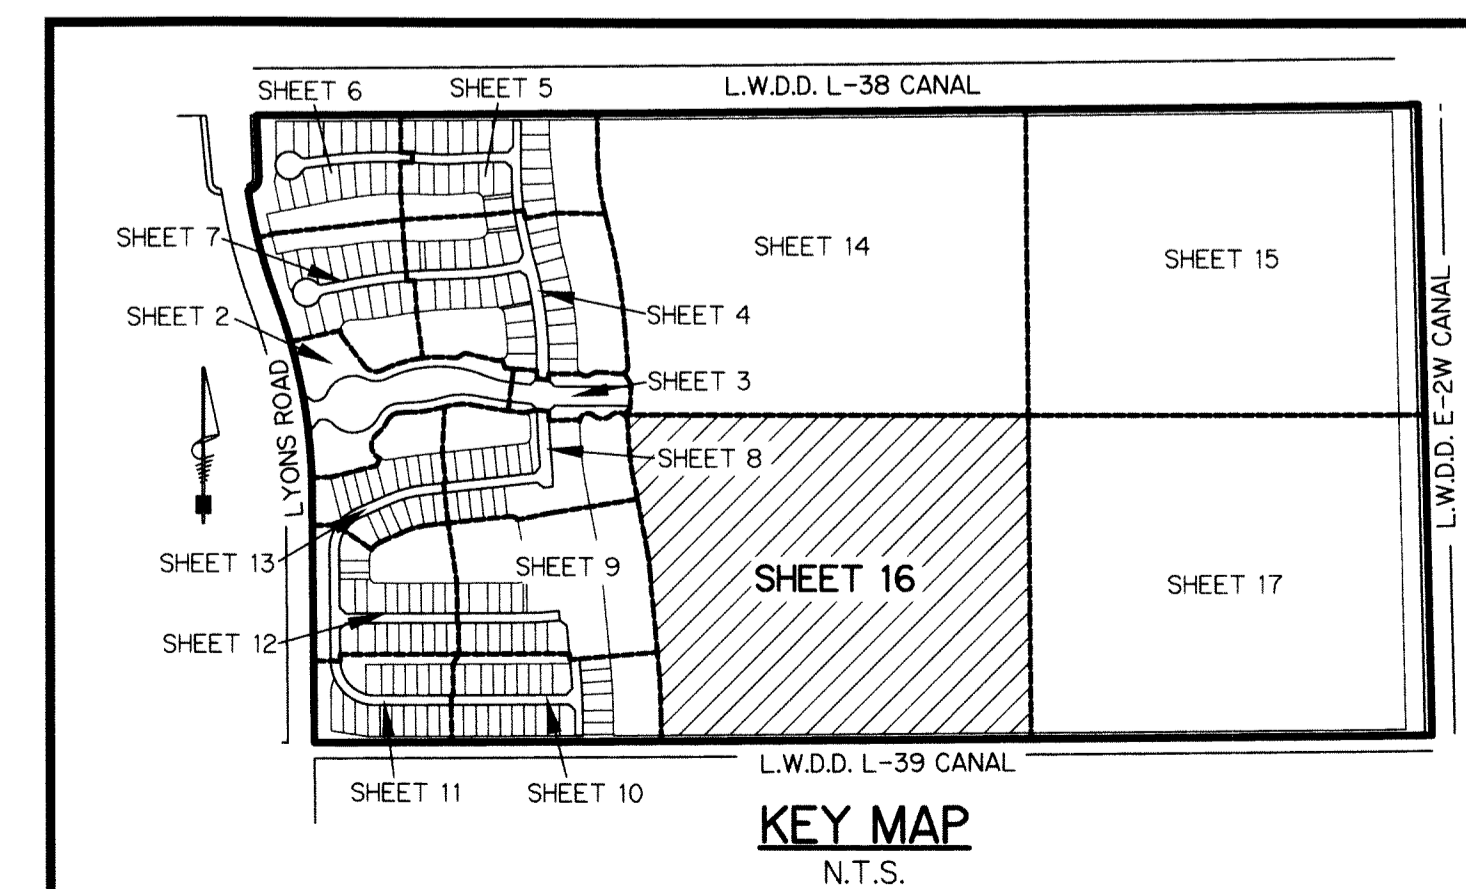 L.W.D.D. L-38 CANAL
SHEET 6
SHEET 5
SHEET 7
SHEET 14
SHEET 15
SHEET 2
SHEET 4
LYONS ROAD
SHEET 3
L.W.D.D. E-2W CANAL
SHEET 8
SHEET 13
SHEET 9
SHEET 16
SHEET 17
SHEET 12
L.W.D.D. L-39 CANAL
SHEET 11
SHEET 10
KEY MAP
N.T.S.